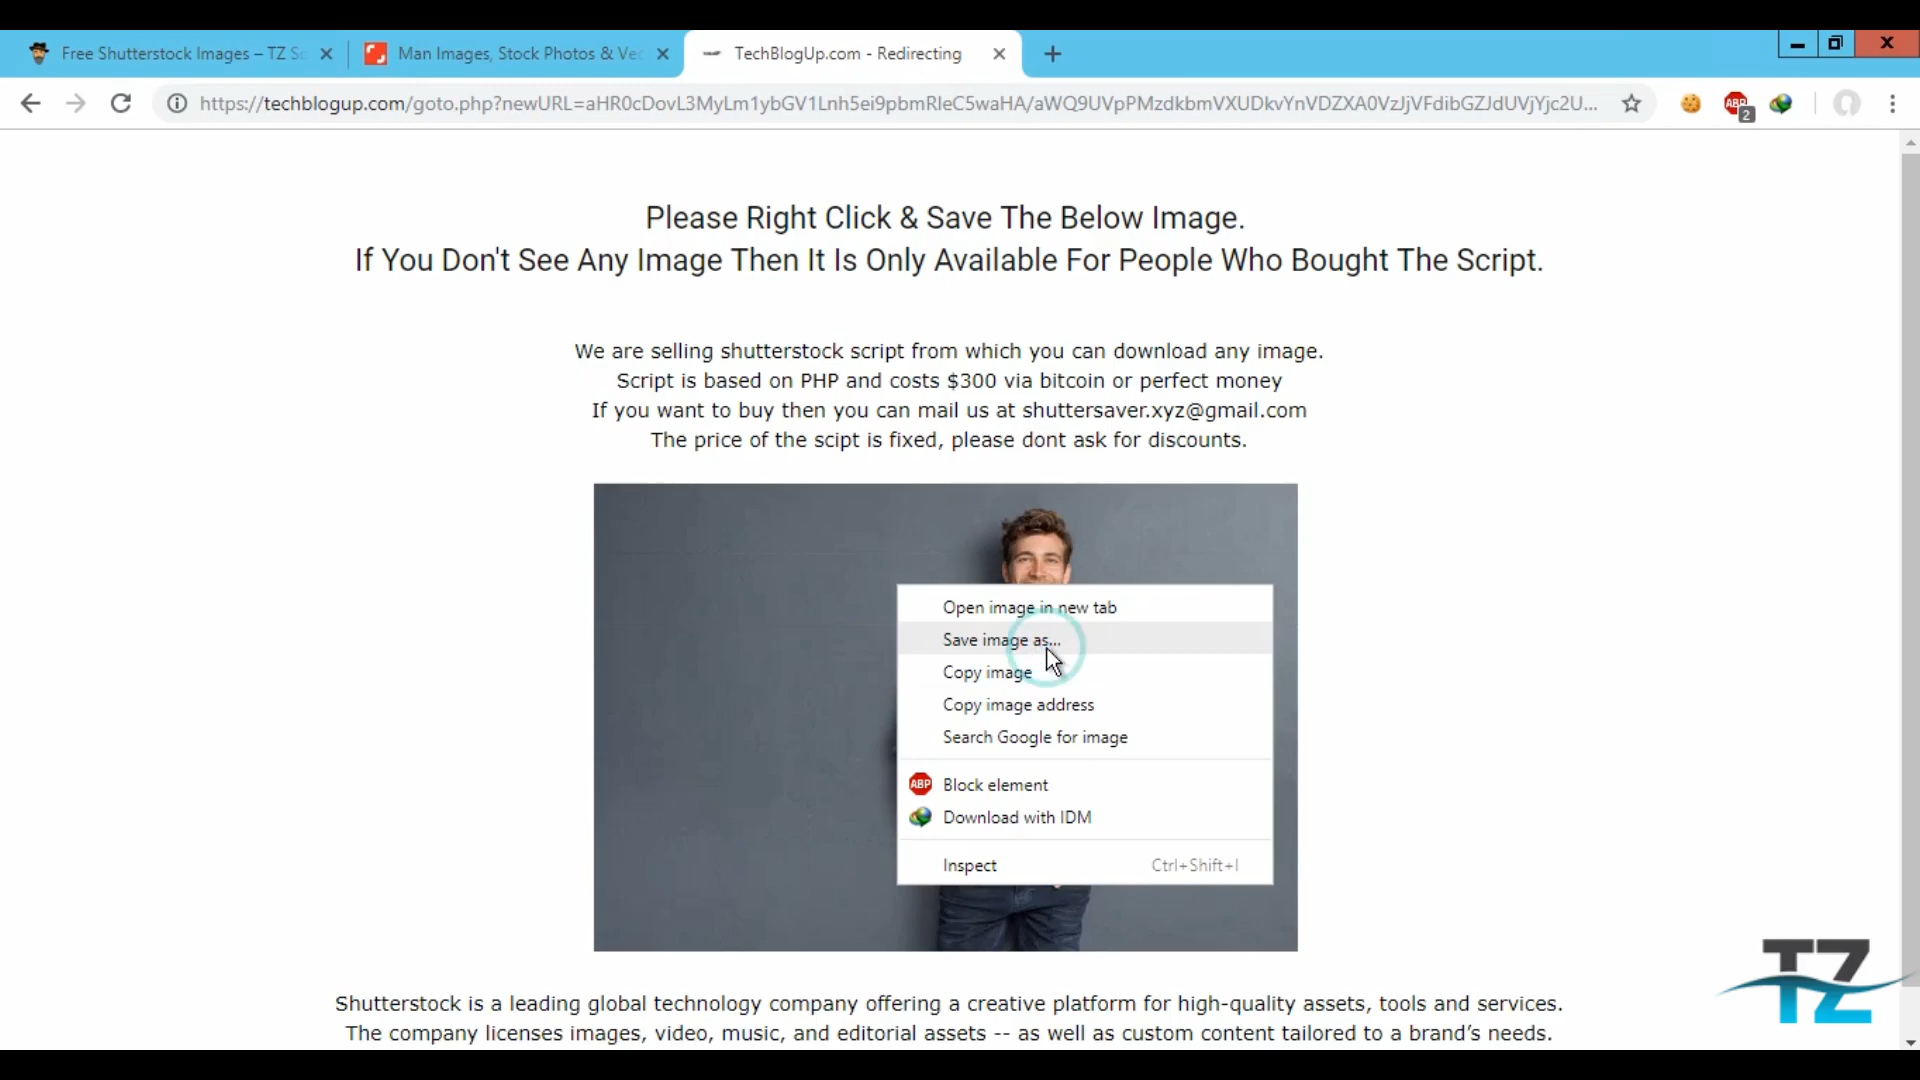 Free Shutterstock Images – TZ Sc
Man Images, Stock Photos & Vec
TechBlogUp.com - Redirecting
https://techblogup.com/goto.php?newURL=aHR0cDovL3MyLm1ybGV1Lnh5ei9pbmRleC5waHA/aWQ9UVpPMzdkbmVXUDkvYnVDZXA0VzJjVFdibGZJdUVjYjc2U...
ABP
2
Please Right Click & Save The Below Image.
If You Don't See Any Image Then It Is Only Available For People Who Bought The Script.
We are selling shutterstock script from which you can download any image.
Script is based on PHP and costs $300 via bitcoin or perfect money
If you want to buy then you can mail us at shuttersaver.xyz@gmail.com
The price of the scipt is fixed, please dont ask for discounts.
Open image in new tab
Save image as...
Copy image
Copy image address
Search Google for image
ABP Block element
Download with IDM
Inspect Ctrl+Shift+I
TZ
Shutterstock is a leading global technology company offering a creative platform for high-quality assets, tools and services.
The company licenses images, video, music, and editorial assets -- as well as custom content tailored to a brand’s needs.